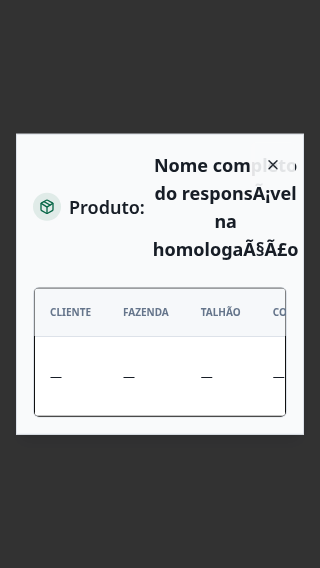 Produto:
Nome completo
do responsÃ¡vel
na
homologaÃ§Ã£o
CLIENTE FAZENDA TALHÃO
— — — —